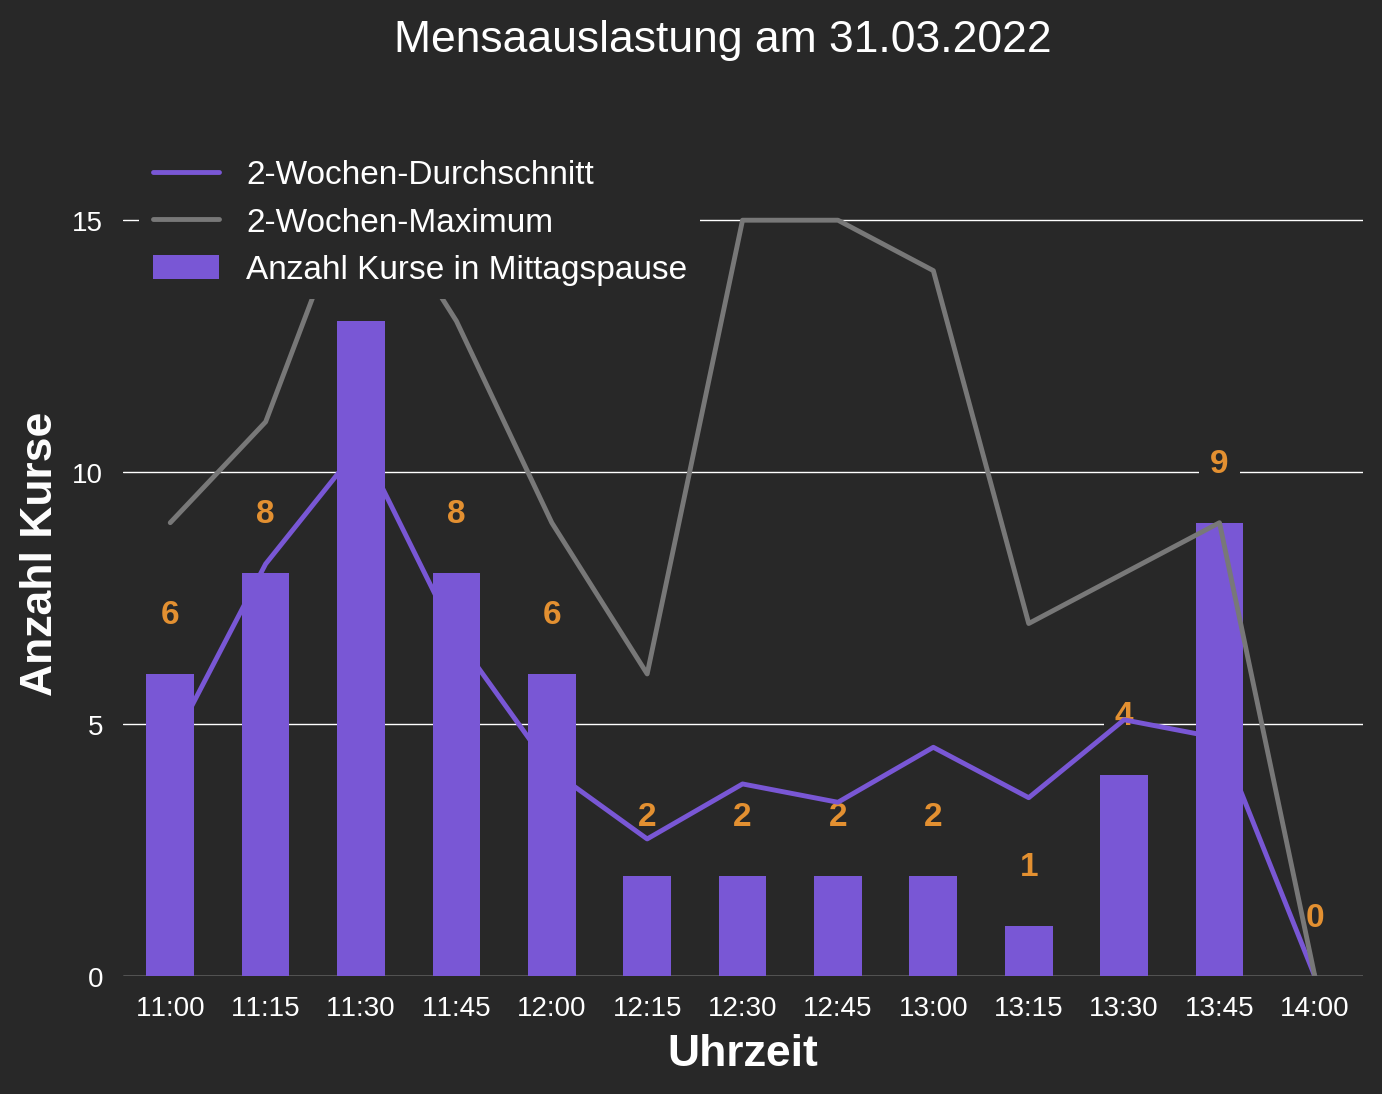 Mensaauslastung am 31.03.2022
2-Wochen-Durchschnitt
2-Wochen-Maximum
Anzahl Kurse in Mittagspause
Anzahl Kurse
15
10
5
0
6
8
8
6
2
2
2
2
1
4
9
0
11:00 11:15 11:30 11:45 12:00 12:15 12:30 12:45 13:00 13:15 13:30 13:45 14:00
Uhrzeit